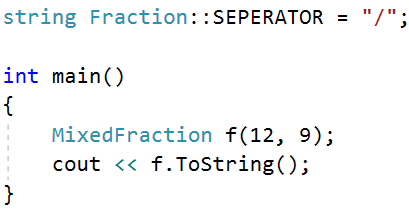 string Fraction::SEPERATOR = "/";
int main()
{
MixedFraction f(12, 9);
cout << f.ToString();
}